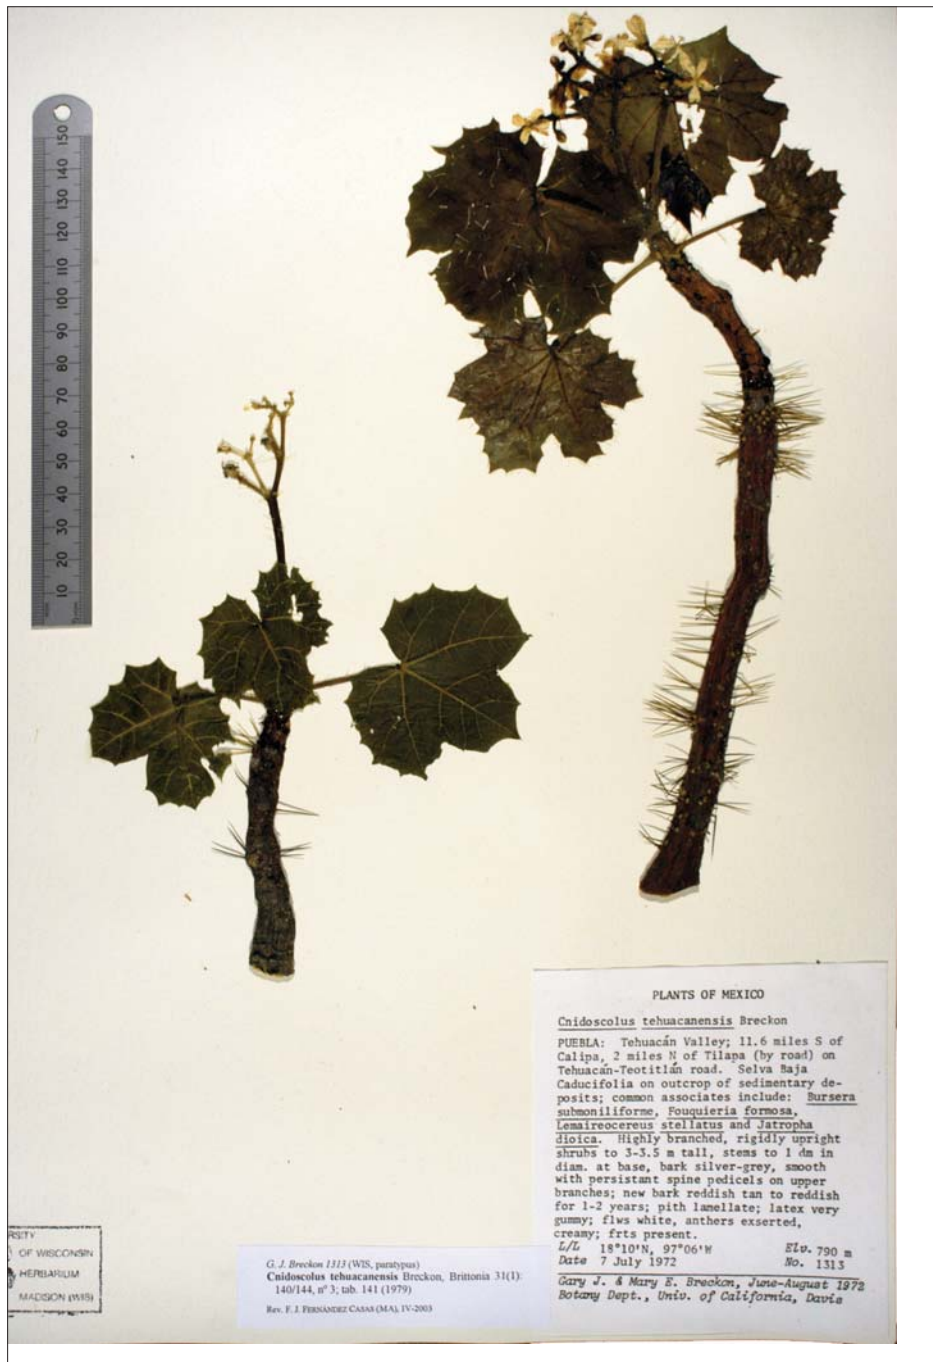 150
140
130
120
110
100
90
80
70
60
50
40
30
20
10
PLANTS OF MEXICO
Cnidoscolus tehuacanensis Breckon
PUEBLA: Tehuacán Valley; 11.6 miles S of
Calipa, 2 miles N of Tilapa (by road) on
Tehuacán-Teotitlán road. Selva Baja
Caducifolia on outcrop of sedimentary de-
posits; common associates include: Bursera
submoniliforme, Fouquieria formosa,
Lemaireocereus stellatus and Jatropha
dioica. Highly branched, rigidly upright
shrubs to 3-3.5 m tall, stems to 1 dm in
diam. at base, bark silver-grey, smooth
with persistant spine pedicels on upper
branches; new bark reddish tan to reddish
for 1-2 years; pith lamellate; latex very
gummy; flws white, anthers exserted,
creamy; frts present.
L/L 18°10'N, 97°06'W Elv. 790 m
Date 7 July 1972 No. 1313
Gary J. & Mary E. Breckon, June-August 1972
Botany Dept., Univ. of California, Davis
G. J. Breckon 1313 (WIS, paratypus)
Cnidoscolus tehuacanensis Breckon, Brittonia 31(1):
140/144, nº 3; tab. 141 (1979)
Rev. F. J. FERNÁNDEZ CASAS (MA), IV-2003
RSITY
OF WISCONSIN
HERBARIUM
MADISON (WIS)